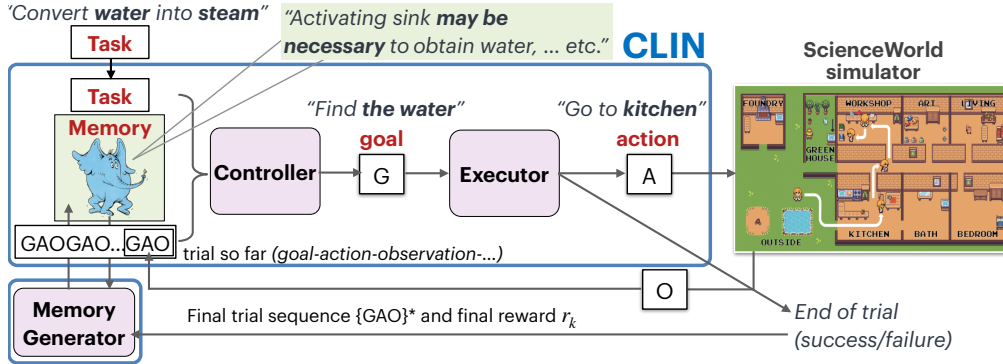 “Convert water into steam”
“Activating sink may be
necessary to obtain water, ... etc.”
Task
CLIN
Task
Memory
“Find the water”
goal
“Go to kitchen”
action
Controller
G
Executor
A
ScienceWorld
simulator
FOUNDRY
WORKSHOP
ART
LIVING
GREEN
HOUSE
OUTSIDE
KITCHEN
BATH
BEDROOM
GAOGAO...GAO
trial so far (goal-action-observation-...)
O
Memory
Generator
Final trial sequence {GAO}* and final reward rₖ
End of trial
(success/failure)